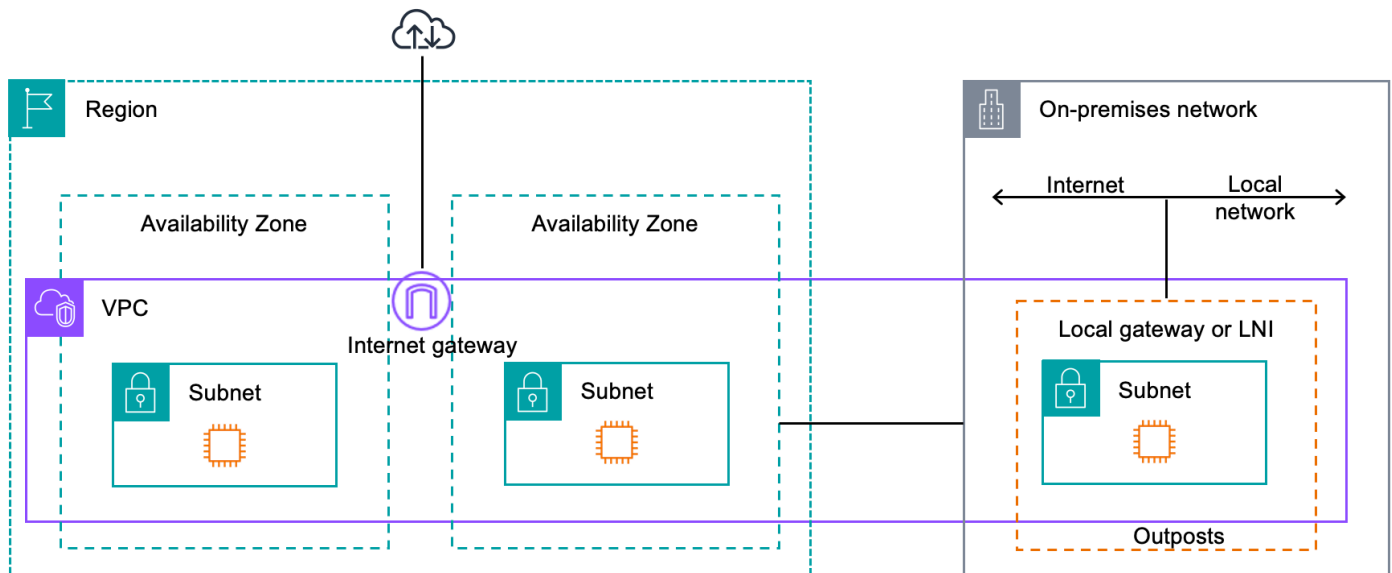 Region
On-premises network
Internet
Local
network
Availability Zone
Availability Zone
VPC
Internet gateway
Local gateway or LNI
Subnet
Subnet
Subnet
Outposts